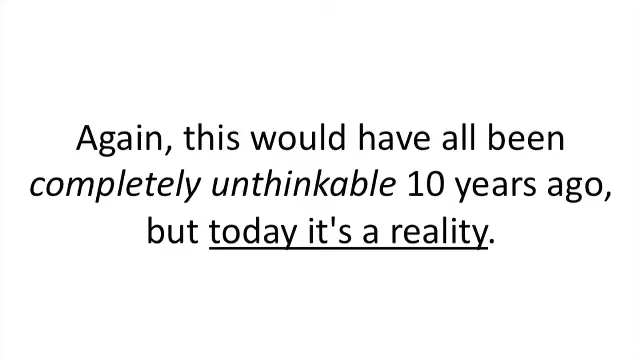 Again, this would have all been
completely unthinkable 10 years ago,
but today it's a reality.